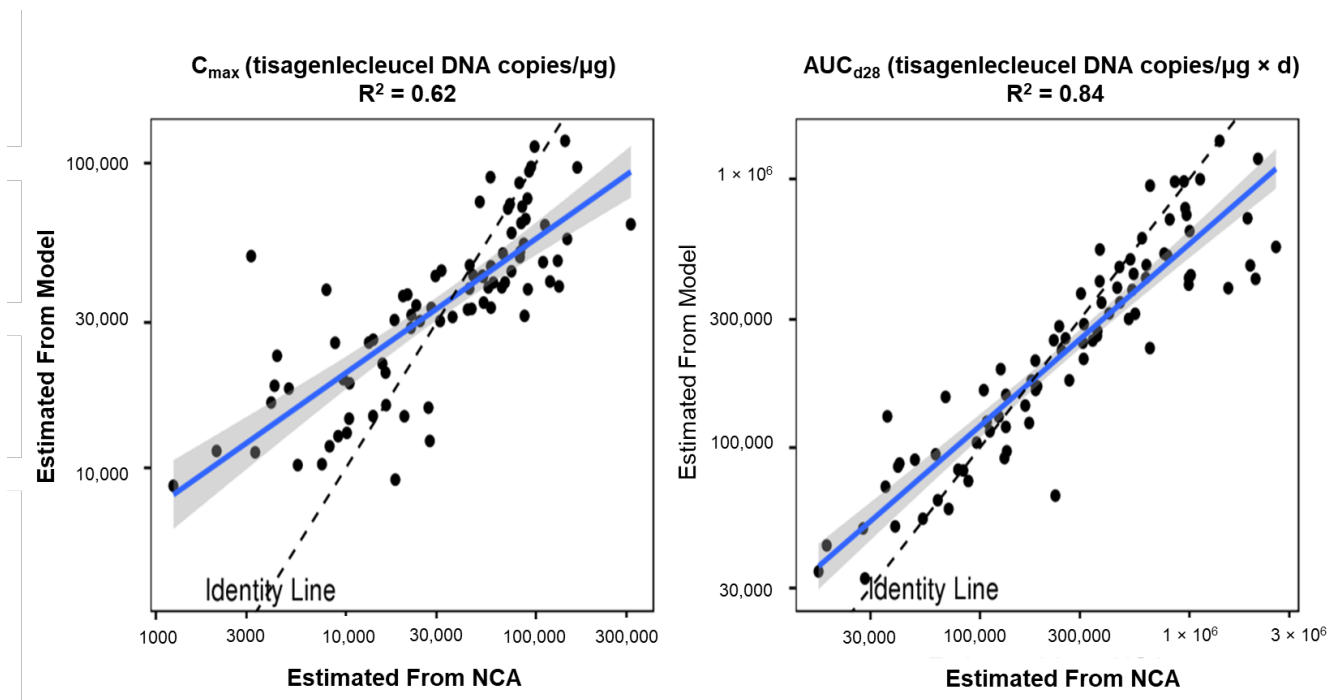 C_max (tisagenlecleucel DNA copies/µg)
R² = 0.62
100,000
30,000
10,000
Estimated From Model
Identity Line
1000 3000 10,000 30,000 100,000 300,000
Estimated From NCA
AUC_d28 (tisagenlecleucel DNA copies/µg × d)
R² = 0.84
1 × 10⁶
300,000
100,000
30,000
Estimated From Model
Identity Line
30,000 100,000 300,000 1 × 10⁶ 3 × 10⁶
Estimated From NCA